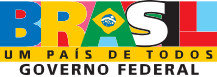 BRASIL
UM PAÍS DE TODOS
GOVERNO FEDERAL